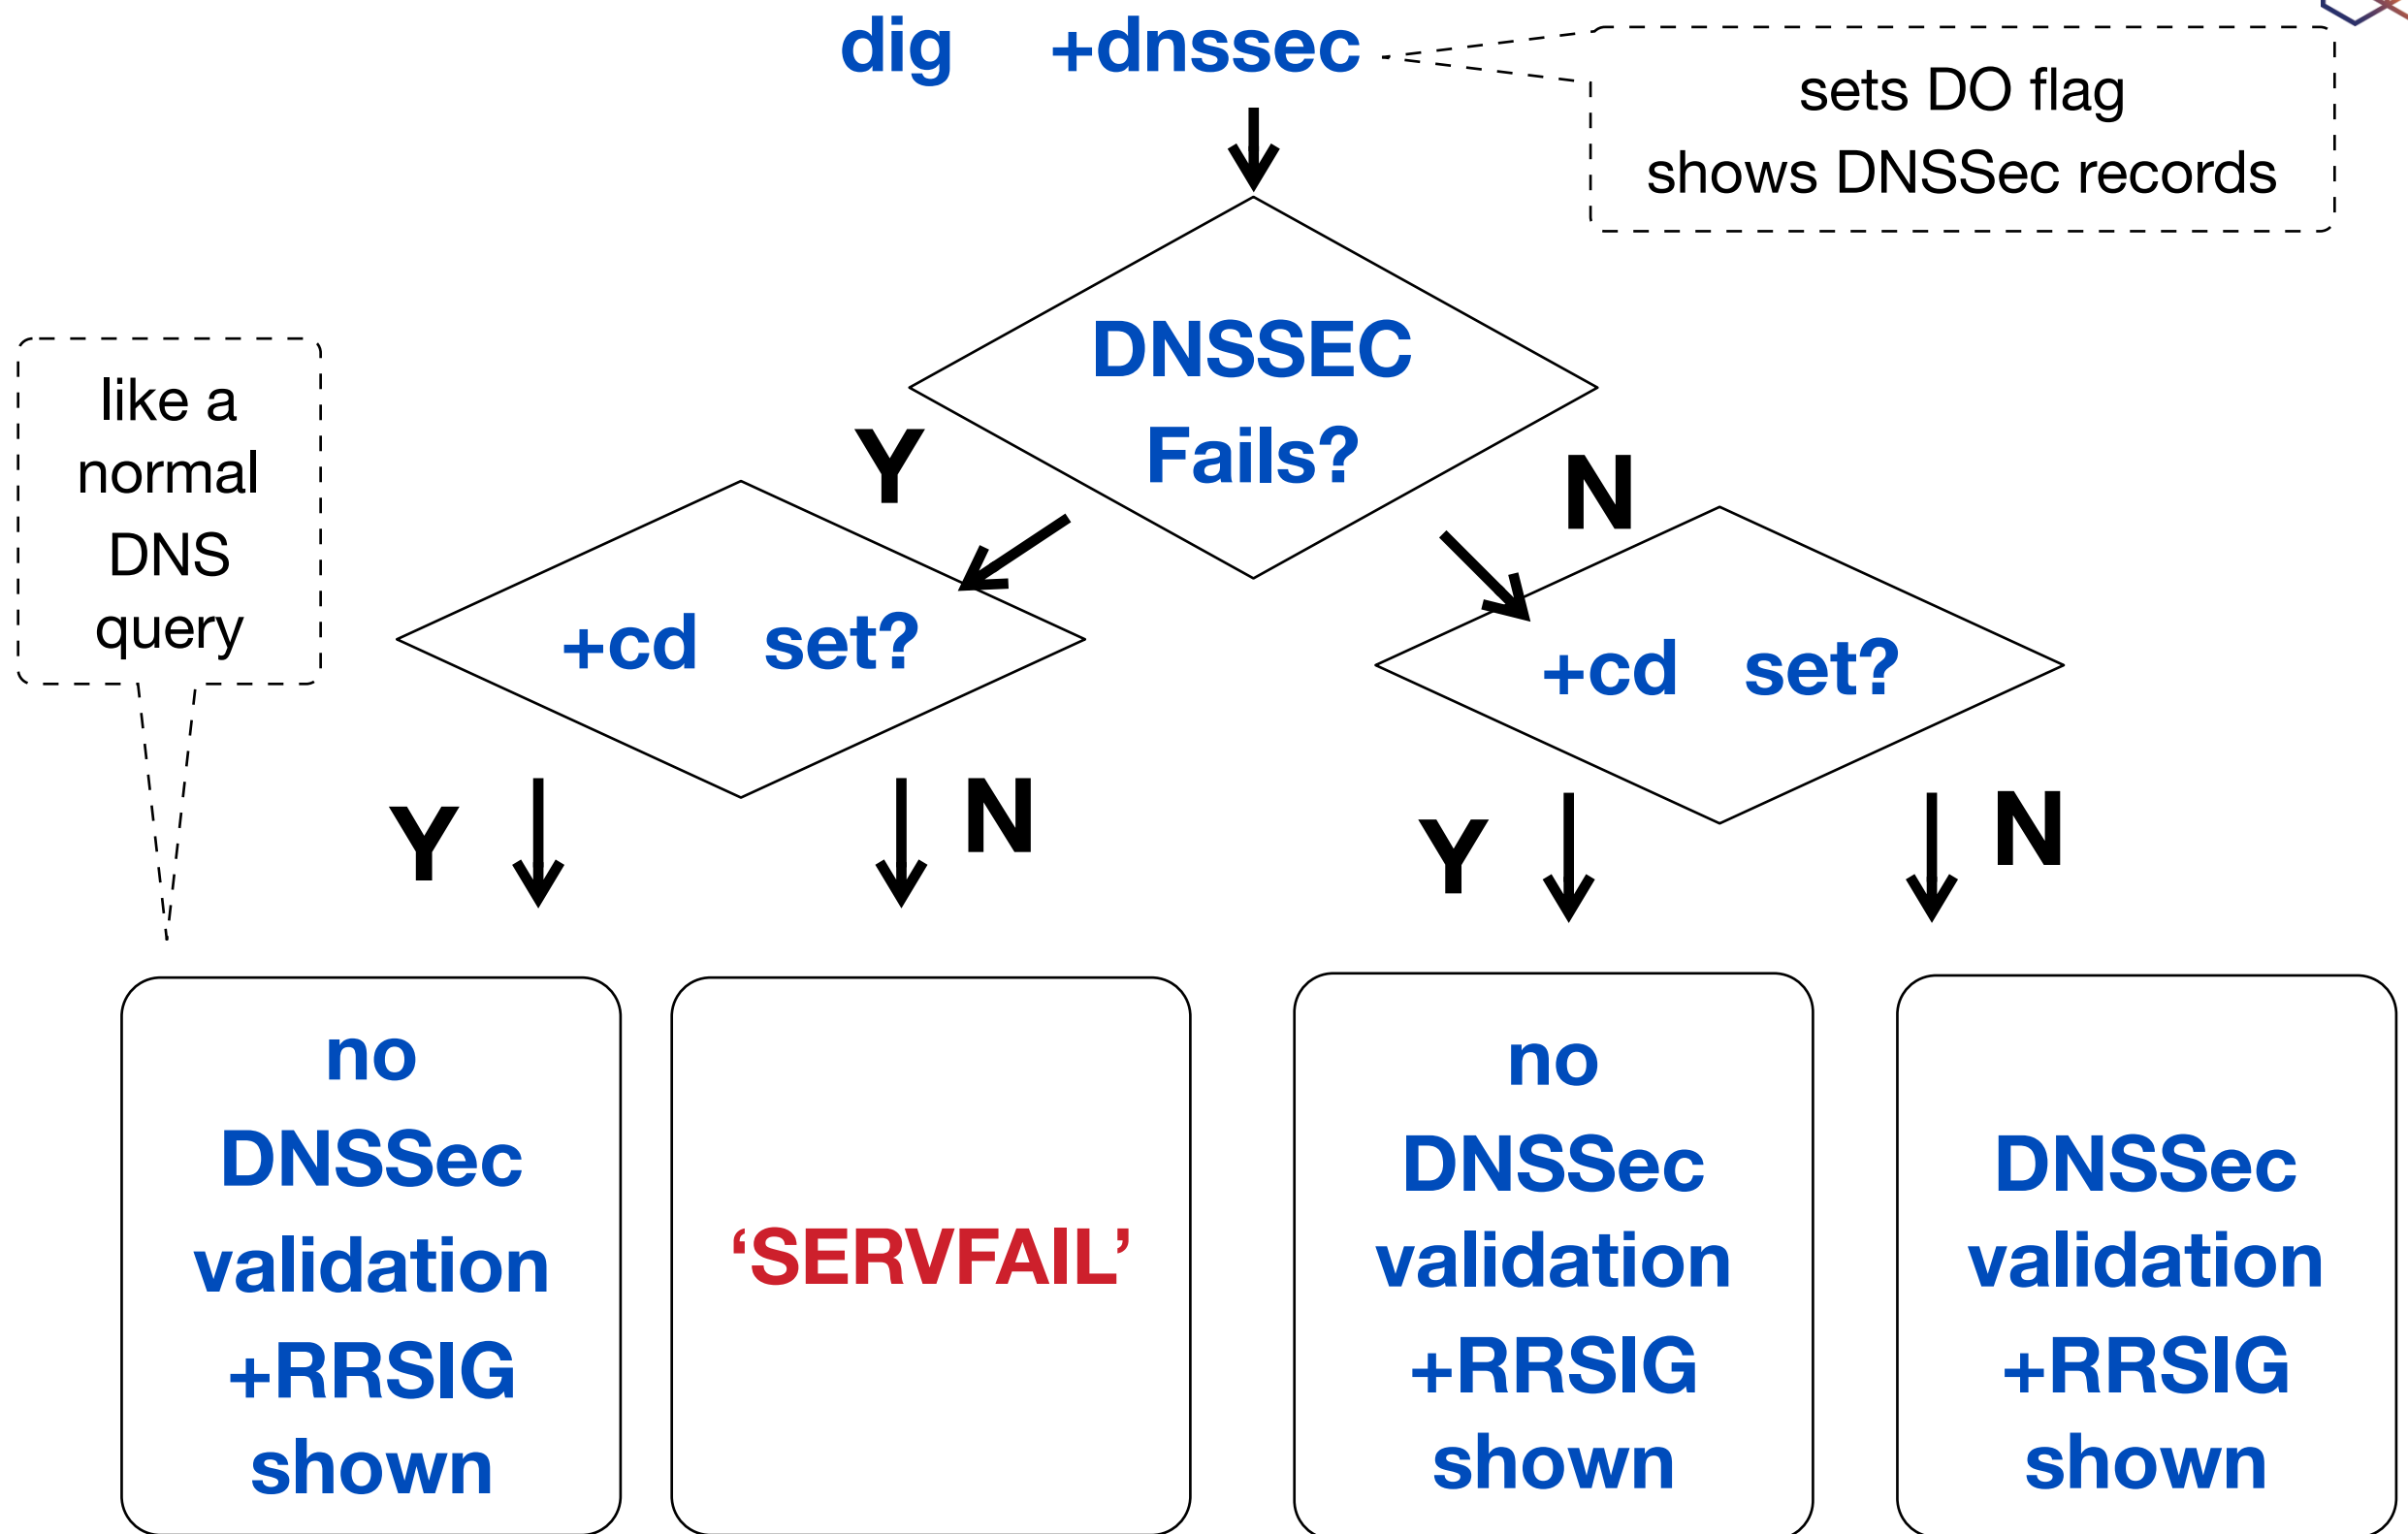 dig +dnssec
sets DO flag
shows DNSSec records
DNSSEC
Fails?
like a
normal
DNS
query
Y
N
+cd set?
+cd set?
Y
N
Y
N
no
DNSSec
validation
+RRSIG
shown
‘SERVFAIL’
no
DNSSec
validation
+RRSIG
shown
DNSSec
validation
+RRSIG
shown